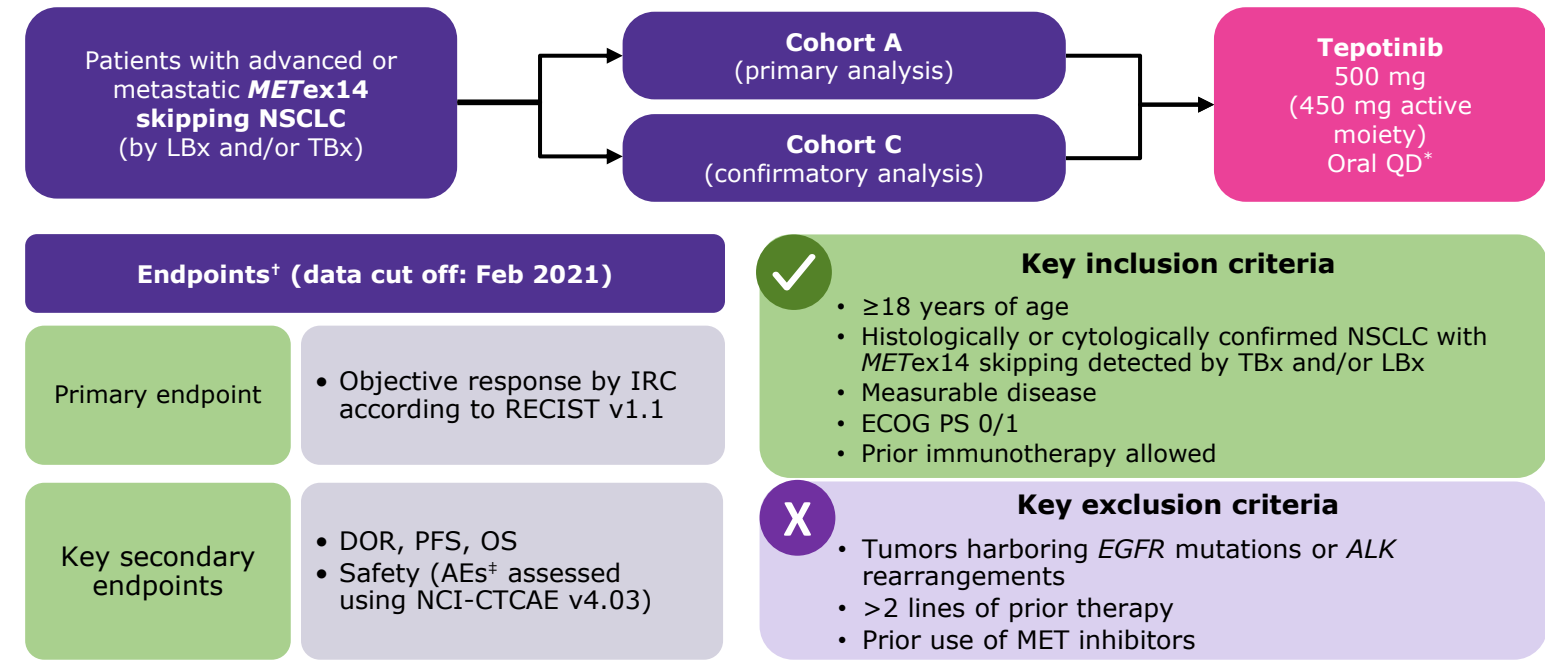 Patients with advanced or
metastatic METex14
skipping NSCLC
(by LBx and/or TBx)
Cohort A
(primary analysis)
Cohort C
(confirmatory analysis)
Tepotinib
500 mg
(450 mg active
moiety)
Oral QD*
Endpoints† (data cut off: Feb 2021)
Primary endpoint
• Objective response by IRC
according to RECIST v1.1
Key secondary
endpoints
• DOR, PFS, OS
• Safety (AEs‡ assessed
using NCI-CTCAE v4.03)
Key inclusion criteria
• ≥18 years of age
• Histologically or cytologically confirmed NSCLC with
METex14 skipping detected by TBx and/or LBx
• Measurable disease
• ECOG PS 0/1
• Prior immunotherapy allowed
X
Key exclusion criteria
• Tumors harboring EGFR mutations or ALK
rearrangements
• >2 lines of prior therapy
• Prior use of MET inhibitors